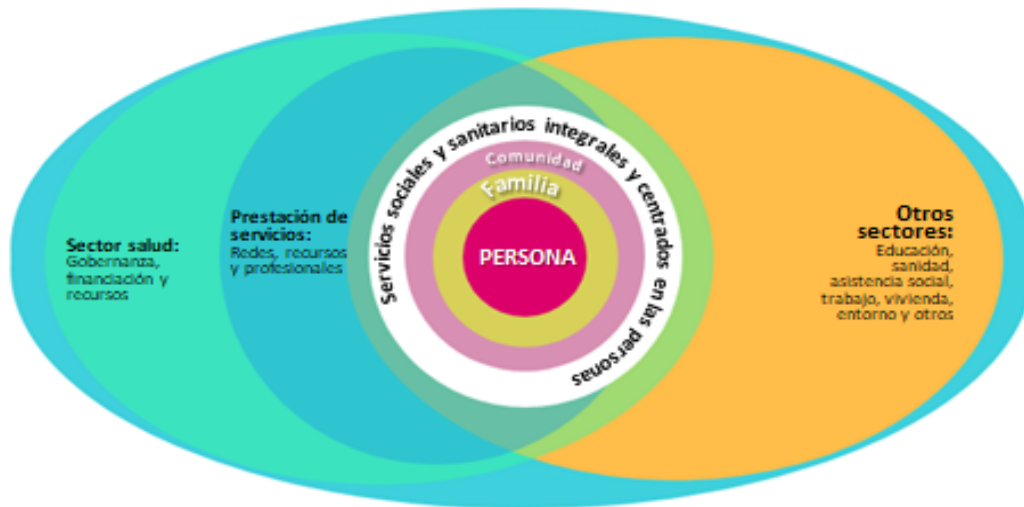 Sector salud:
Gobernanza,
financiación y
recursos
Prestación de
servicios:
Redes, recursos
y profesionales
Servicios sociales y sanitarios integrales y centrados en las personas
Comunidad
Familia
PERSONA
Otros
sectores:
Educación,
sanidad,
asistencia social,
trabajo, vivienda,
entorno y otros